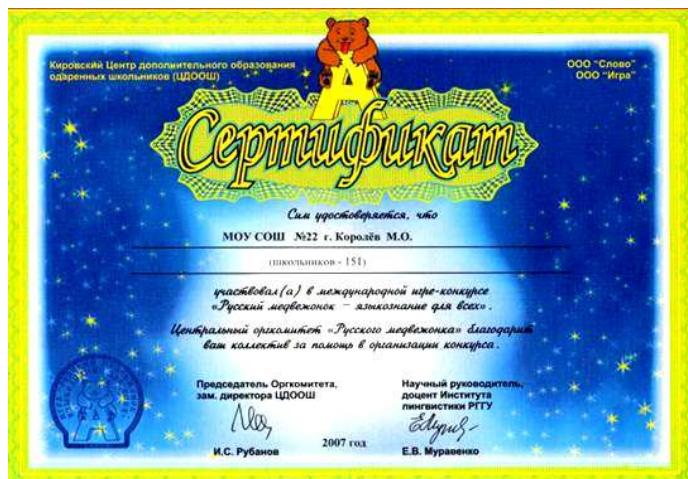 Кировский Центр дополнительного образования
одаренных школьников (ЦДООШ)
ООО "Слово"
ООО "Игра"
А
Сертификат
Сим удостоверяется, что
МОУ СОШ №22 г. Королёв М.О.
(школьников - 151)
участвовал(а) в международной игре-конкурсе
«Русский медвежонок – языкознание для всех».
Центральный оргкомитет «Русского медвежонка» благодарит
ваш коллектив за помощь в организации конкурса.
Председатель Оргкомитета,
зам. директора ЦДООШ
И.С. Рубанов
2007 год
Научный руководитель,
доцент Института
лингвистики РГГУ
Е.В. Муравенко